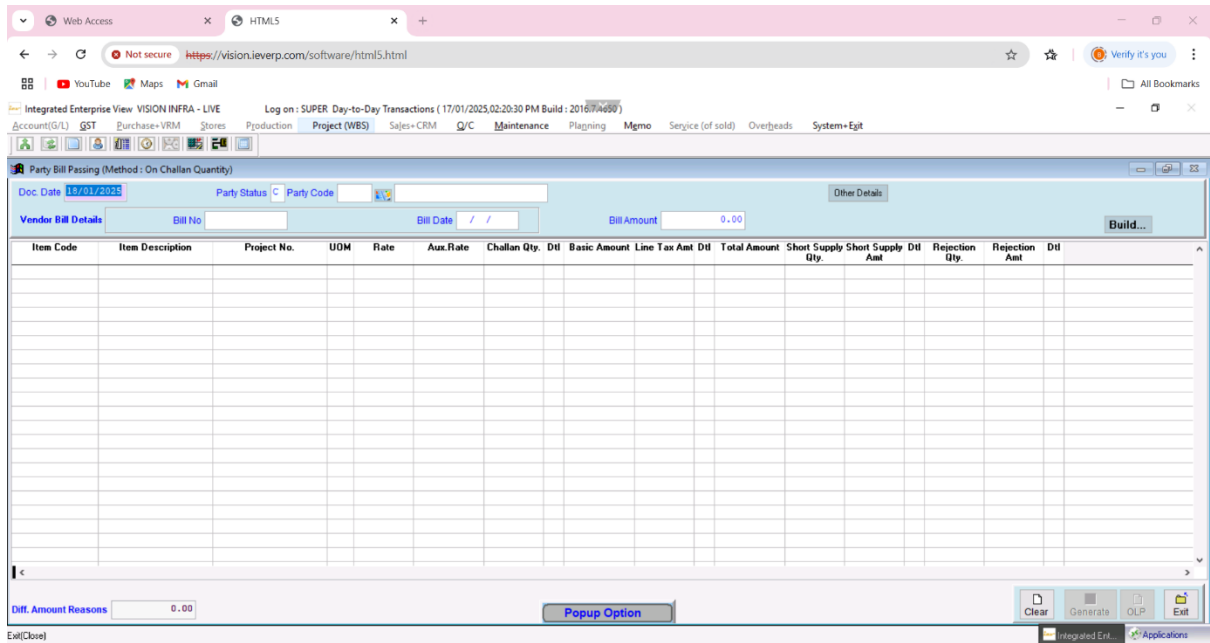 Web Access
HTML5
Not secure https://vision.ieverp.com/software/html5.html
Verify it's you
YouTube Maps Gmail
All Bookmarks
Integrated Enterprise View VISION INFRA - LIVE Log on : SUPER Day-to-Day Transactions ( 17/01/2025,02:20:30 PM Build : 2016.7.4650 )
Account(G/L) GST Purchase+VRM Stores Production Project (WBS) Sales+CRM Q/C Maintenance Planning Memo Service (of sold) Overheads System+Exit
Party Bill Passing (Method : On Challan Quantity)
Doc. Date 18/01/2025 Party Status C Party Code Other Details
Vendor Bill Details Bill No Bill Date / / Bill Amount 0.00 Build...
Item Code Item Description Project No. UOM Rate Aux.Rate Challan Qty. Dtl Basic Amount Line Tax Amt Dtl Total Amount Short Supply Short Supply Dtl Rejection Rejection Dtl
Qty. Amt Qty. Amt
Diff. Amount Reasons 0.00 Popup Option Clear Generate OLP Exit
Exit(Close) Integrated Ent... Applications